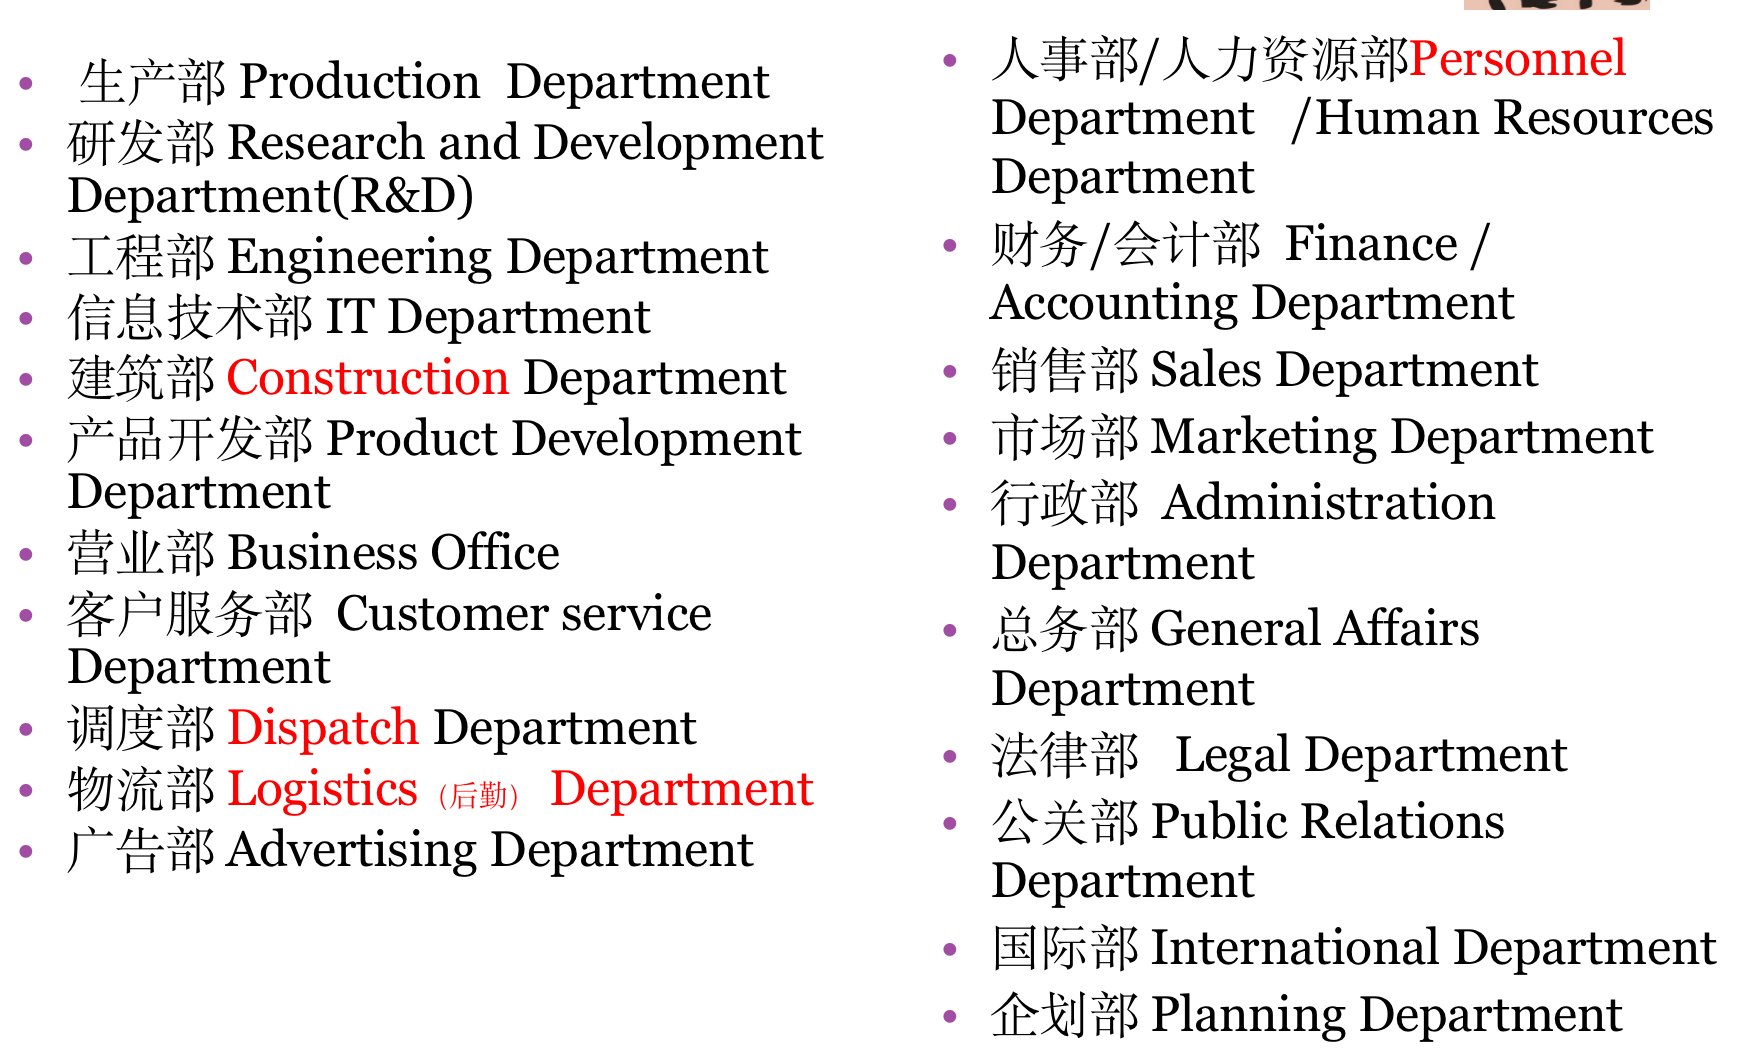 • 生产部 Production Department
• 研发部 Research and Development
Department(R&D)
• 工程部 Engineering Department
• 信息技术部 IT Department
• 建筑部 Construction Department
• 产品开发部 Product Development
Department
• 营业部 Business Office
• 客户服务部 Customer service
Department
• 调度部 Dispatch Department
• 物流部 Logistics（后勤） Department
• 广告部 Advertising Department
• 人事部/人力资源部Personnel
Department /Human Resources
Department
• 财务/会计部 Finance /
Accounting Department
• 销售部 Sales Department
• 市场部 Marketing Department
• 行政部 Administration
Department
• 总务部 General Affairs
Department
• 法律部 Legal Department
• 公关部 Public Relations
Department
• 国际部 International Department
• 企划部 Planning Department